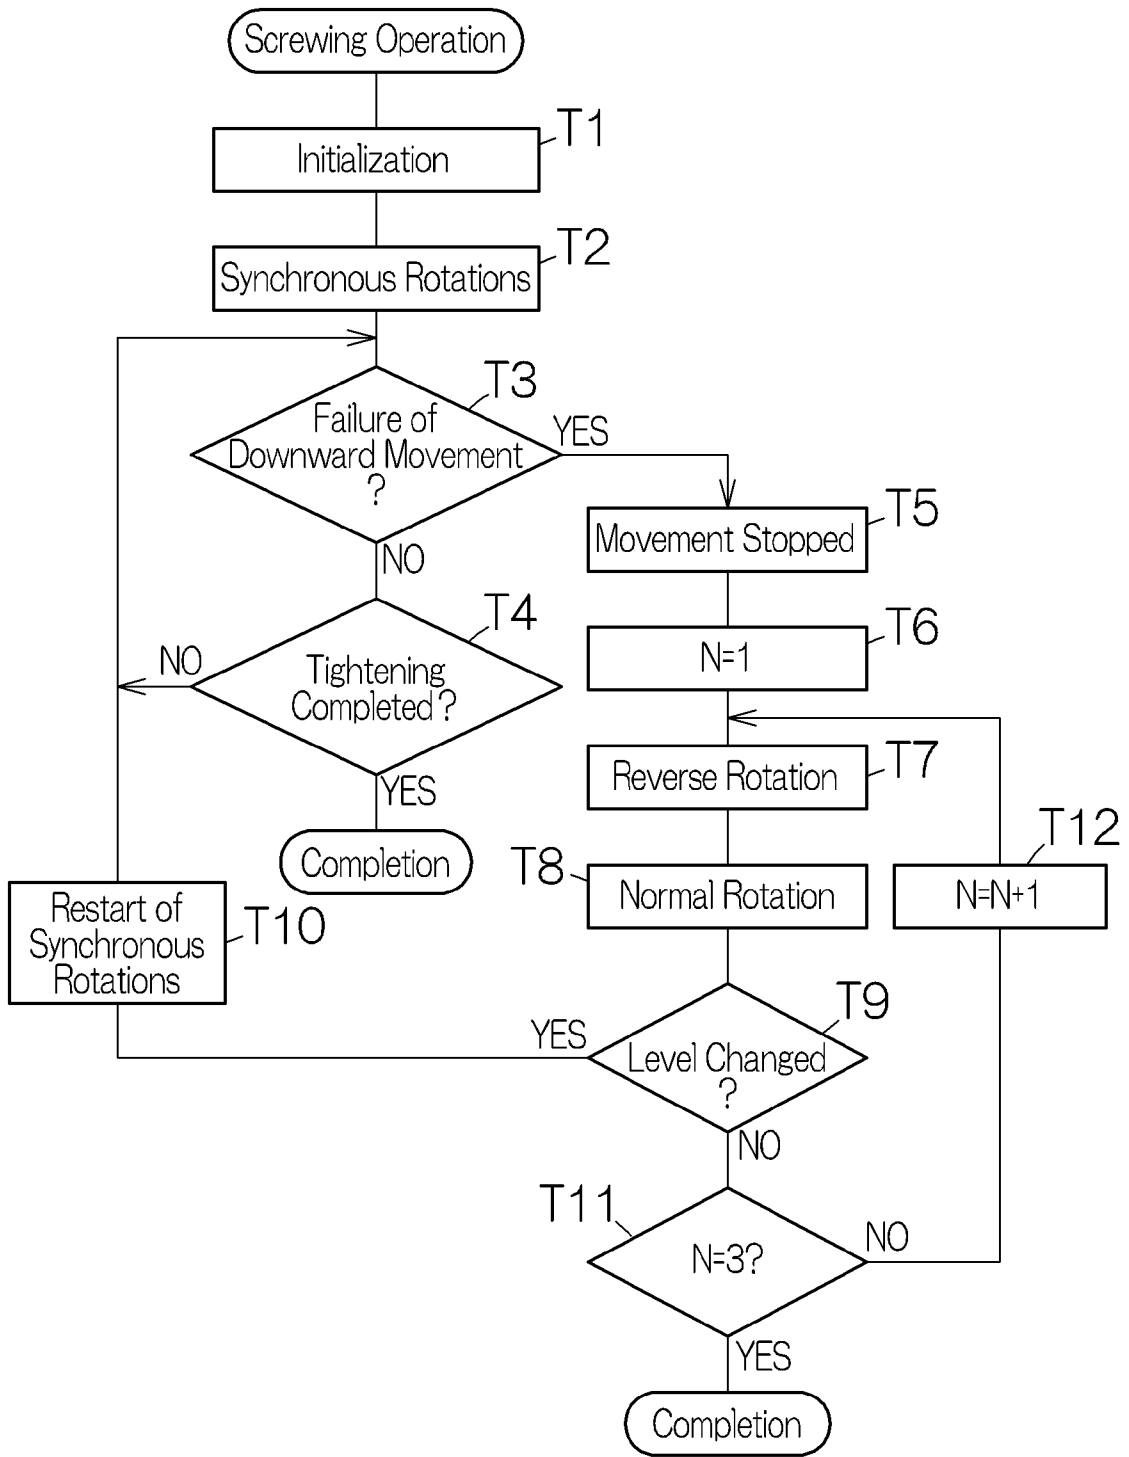 Screwing Operation
T1
Initialization
T2
Synchronous Rotations
T3
Failure of
Downward Movement
?
YES
NO
T4
Tightening
Completed?
NO
YES
Completion
T5
Movement Stopped
T6
N=1
T7
Reverse Rotation
T8
Normal Rotation
T12
N=N+1
T10
Restart of
Synchronous
Rotations
T9
Level Changed
?
YES
NO
T11
N=3?
NO
YES
Completion